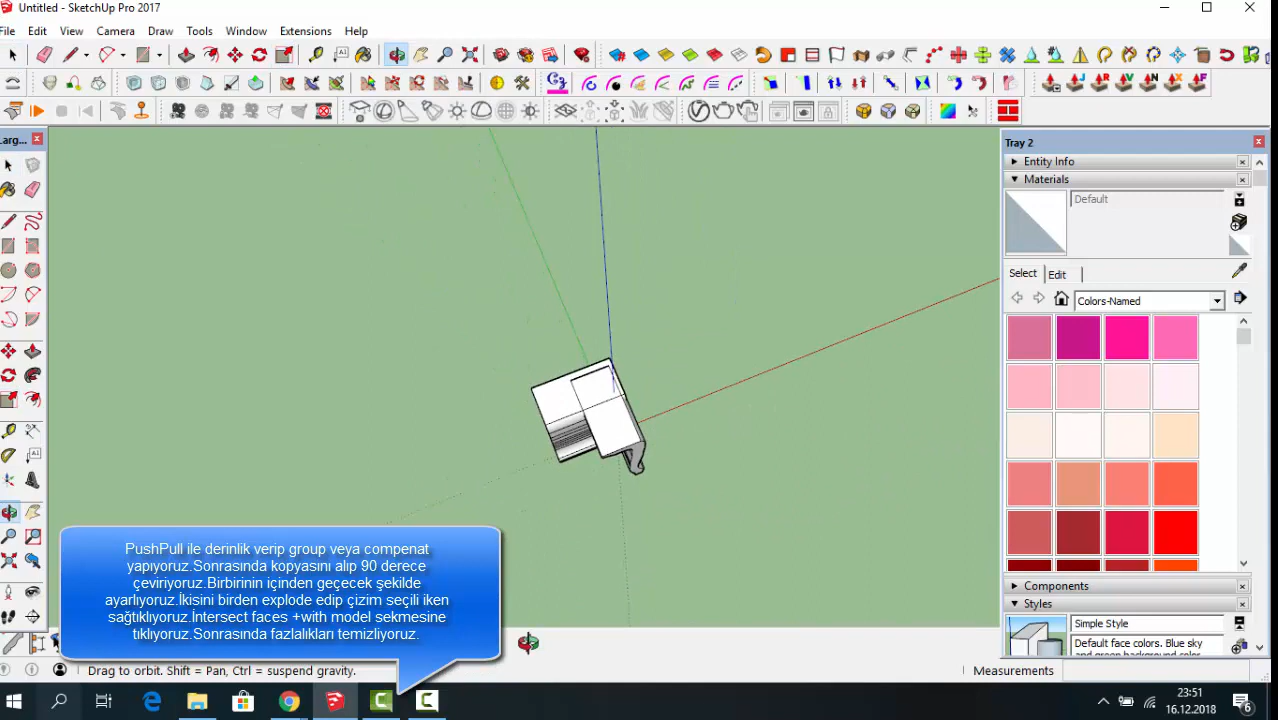 Untitled - SketchUp Pro 2017
File Edit View Camera Draw Tools Window Extensions Help
Larg...
Tray 2
Entity Info
Materials
Default
Select Edit
Colors-Named
Components
Styles
Simple Style
Default face colors. Blue sky
PushPull ile derinlik verip group veya compenat
yapıyoruz.Sonrasında kopyasını alıp 90 derece
çeviriyoruz.Birbirinin içinden geçecek şekilde
ayarlıyoruz.İkisini birden explode edip çizim seçili iken
sağtıklıyoruz.İntersect faces +with model sekmesine
tıklıyoruz.Sonrasında fazlalıkları temizliyoruz.
Drag to orbit. Shift = Pan, Ctrl = suspend gravity.
Measurements
23:51
16.12.2018
6